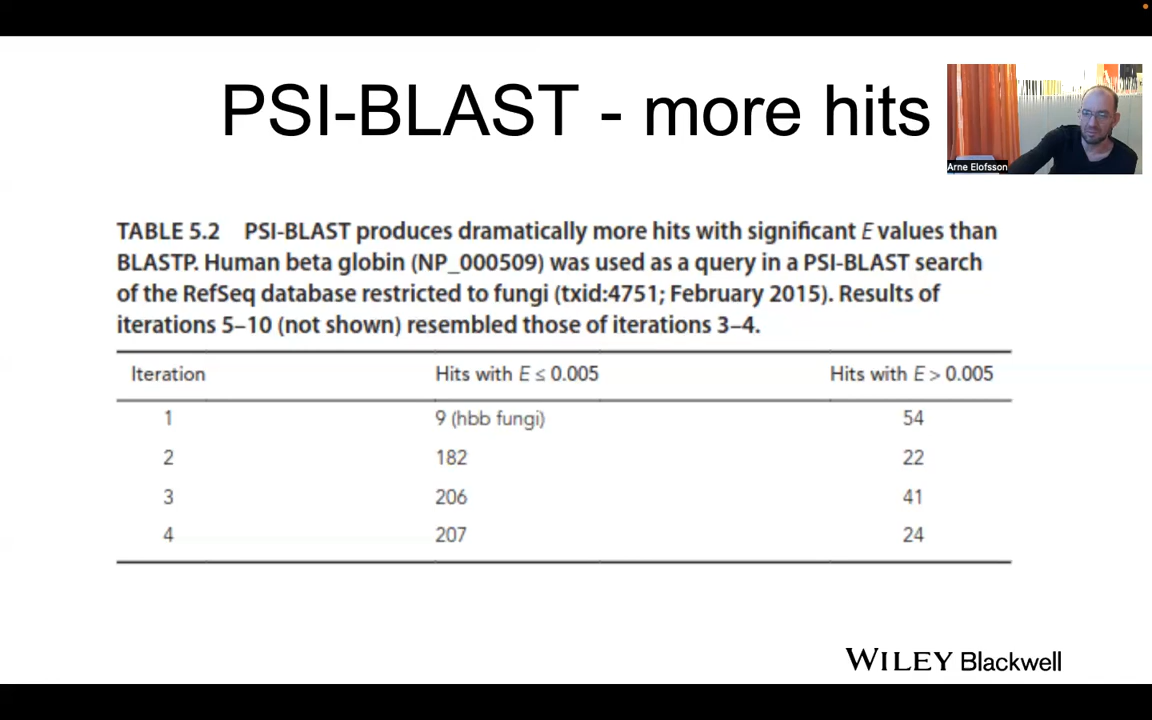 PSI-BLAST - more hits
Arne Elofsson
TABLE 5.2 PSI-BLAST produces dramatically more hits with significant E values than
BLASTP. Human beta globin (NP_000509) was used as a query in a PSI-BLAST search
of the RefSeq database restricted to fungi (txid:4751; February 2015). Results of
iterations 5–10 (not shown) resembled those of iterations 3–4.
Iteration Hits with E ≤ 0.005 Hits with E > 0.005
1 9 (hbb fungi) 54
2 182 22
3 206 41
4 207 24
WILEY Blackwell